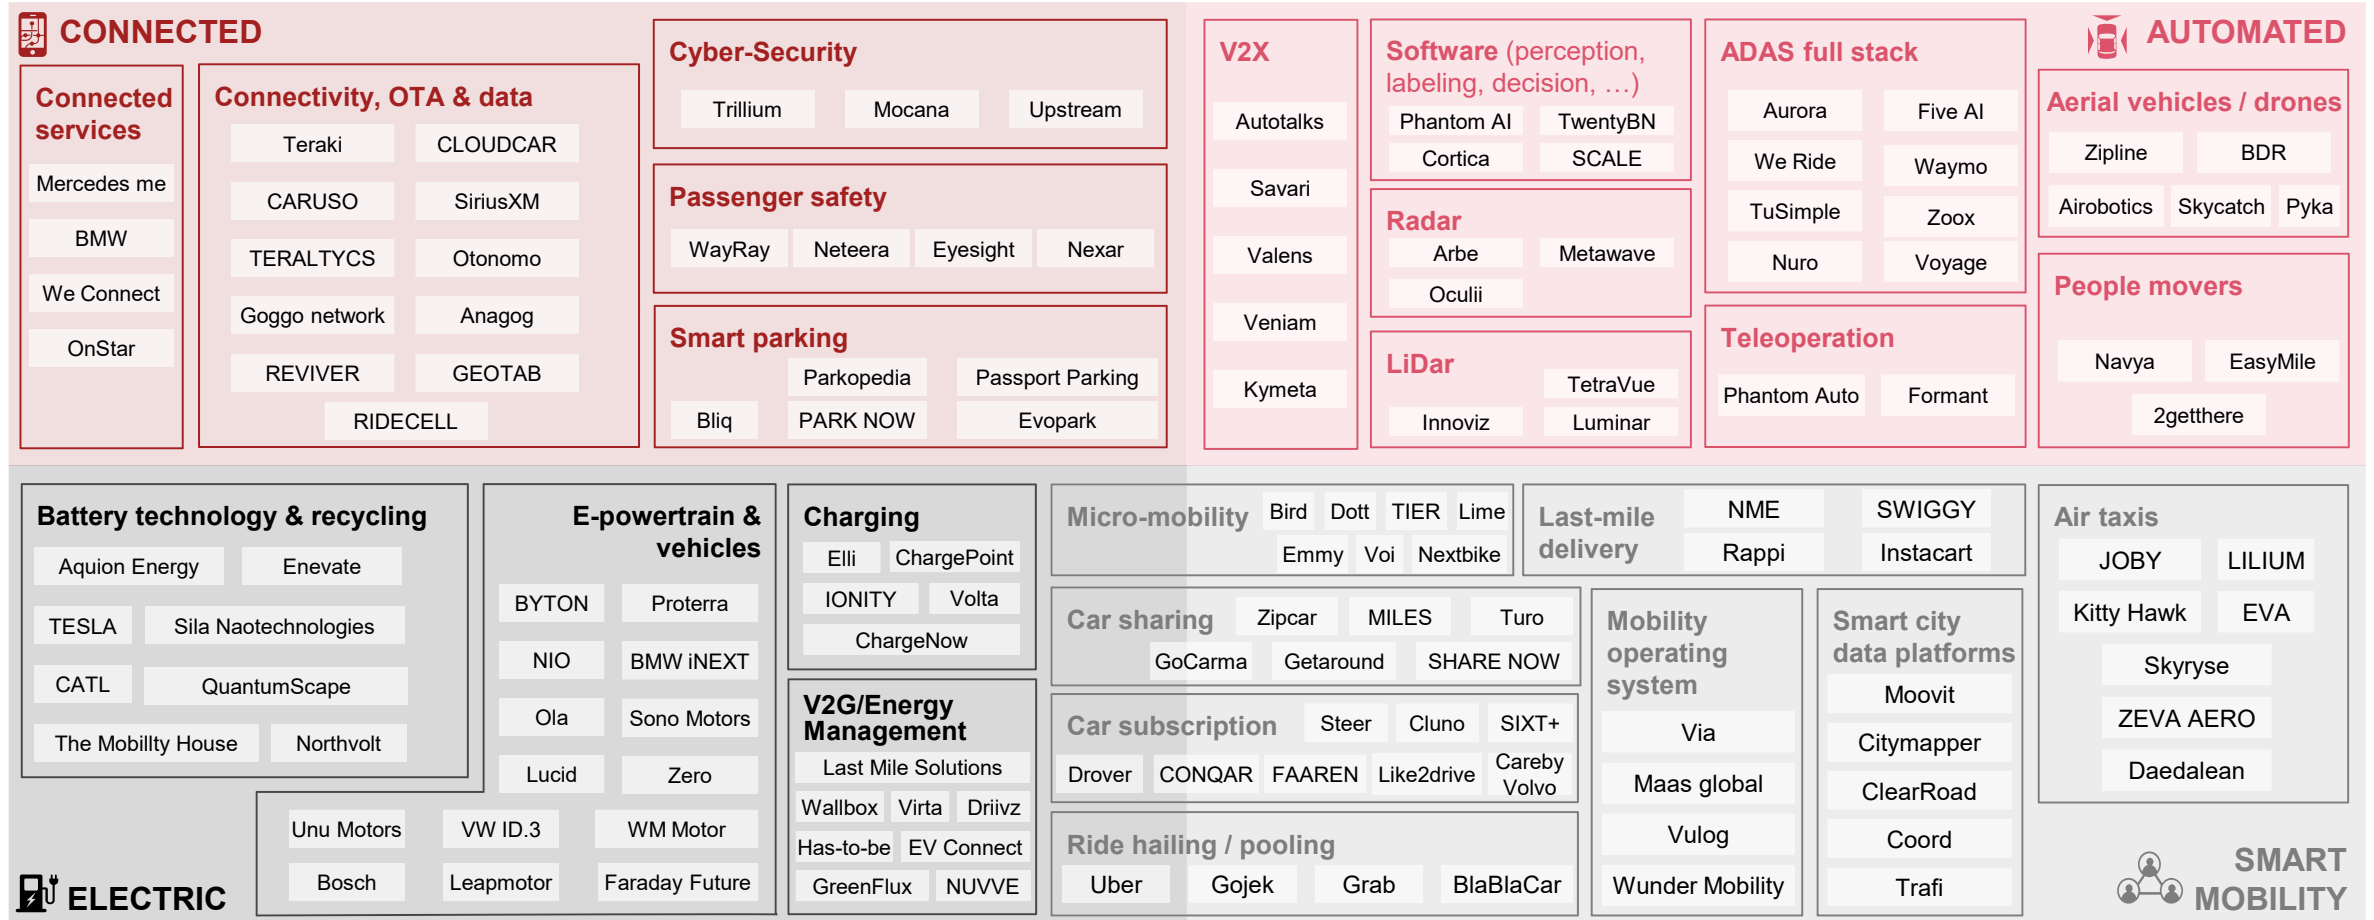 CONNECTED
Connected
services
Mercedes me
BMW
We Connect
OnStar
Connectivity, OTA & data
Teraki
CLOUDCAR
CARUSO
SiriusXM
TERALTYCS
Otonomo
Goggo network
Anagog
REVIVER
GEOTAB
RIDECELL
Cyber-Security
Trillium
Mocana
Upstream
Passenger safety
WayRay
Neteera
Eyesight
Nexar
Smart parking
Parkopedia
Passport Parking
Bliq
PARK NOW
Evopark
AUTOMATED
V2X
Autotalks
Savari
Valens
Veniam
Kymeta
Software (perception,
labeling, decision, …)
Phantom AI
TwentyBN
Cortica
SCALE
Radar
Arbe
Metawave
Oculii
LiDar
TetraVue
Innoviz
Luminar
ADAS full stack
Aurora
Five AI
We Ride
Waymo
TuSimple
Zoox
Nuro
Voyage
Teleoperation
Phantom Auto
Formant
Aerial vehicles / drones
Zipline
BDR
Airobotics
Skycatch
Pyka
People movers
Navya
EasyMile
2getthere
Battery technology & recycling
Aquion Energy
Enevate
TESLA
Sila Naotechnologies
CATL
QuantumScape
The Mobillty House
Northvolt
E-powertrain &
vehicles
BYTON
Proterra
NIO
BMW iNEXT
Ola
Sono Motors
Lucid
Zero
Unu Motors
VW ID.3
WM Motor
Bosch
Leapmotor
Faraday Future
ELECTRIC
Charging
Elli
ChargePoint
IONITY
Volta
ChargeNow
V2G/Energy
Management
Last Mile Solutions
Wallbox
Virta
Driivz
Has-to-be
EV Connect
GreenFlux
NUVVE
Micro-mobility
Bird
Dott
TIER
Lime
Emmy
Voi
Nextbike
Last-mile
delivery
NME
SWIGGY
Rappi
Instacart
Car sharing
Zipcar
MILES
Turo
GoCarma
Getaround
SHARE NOW
Car subscription
Steer
Cluno
SIXT+
Drover
CONQAR
FAAREN
Like2drive
Careby
Volvo
Ride hailing / pooling
Uber
Gojek
Grab
BlaBlaCar
Mobility
operating
system
Via
Maas global
Vulog
Wunder Mobility
Smart city
data platforms
Moovit
Citymapper
ClearRoad
Coord
Trafi
Air taxis
JOBY
LILIUM
Kitty Hawk
EVA
Skyryse
ZEVA AERO
Daedalean
SMART
MOBILITY